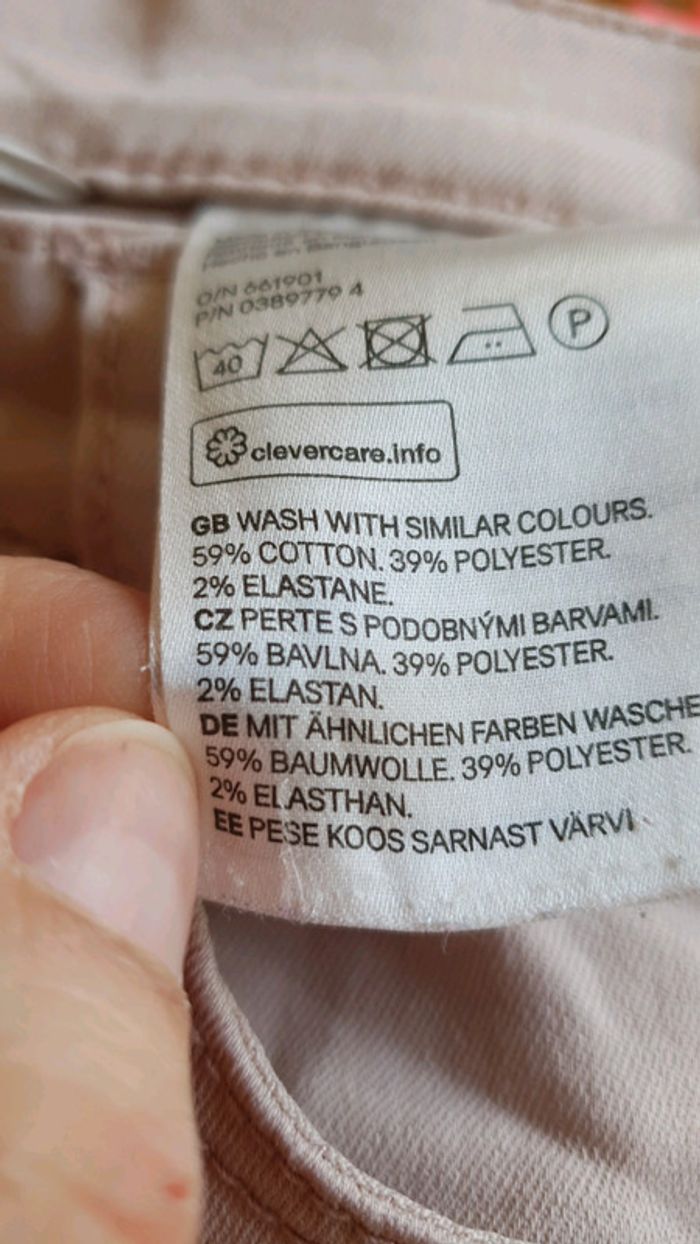 O/N 661901
P/N 0389779 4
40
P
clevercare.info
GB WASH WITH SIMILAR COLOURS.
59% COTTON. 39% POLYESTER.
2% ELASTANE.
CZ PERTE S PODOBNÝMI BARVAMI.
59% BAVLNA. 39% POLYESTER.
2% ELASTAN.
DE MIT ÄHNLICHEN FARBEN WASCHE
59% BAUMWOLLE. 39% POLYESTER.
2% ELASTHAN.
EE PESE KOOS SARNAST VÄRVI